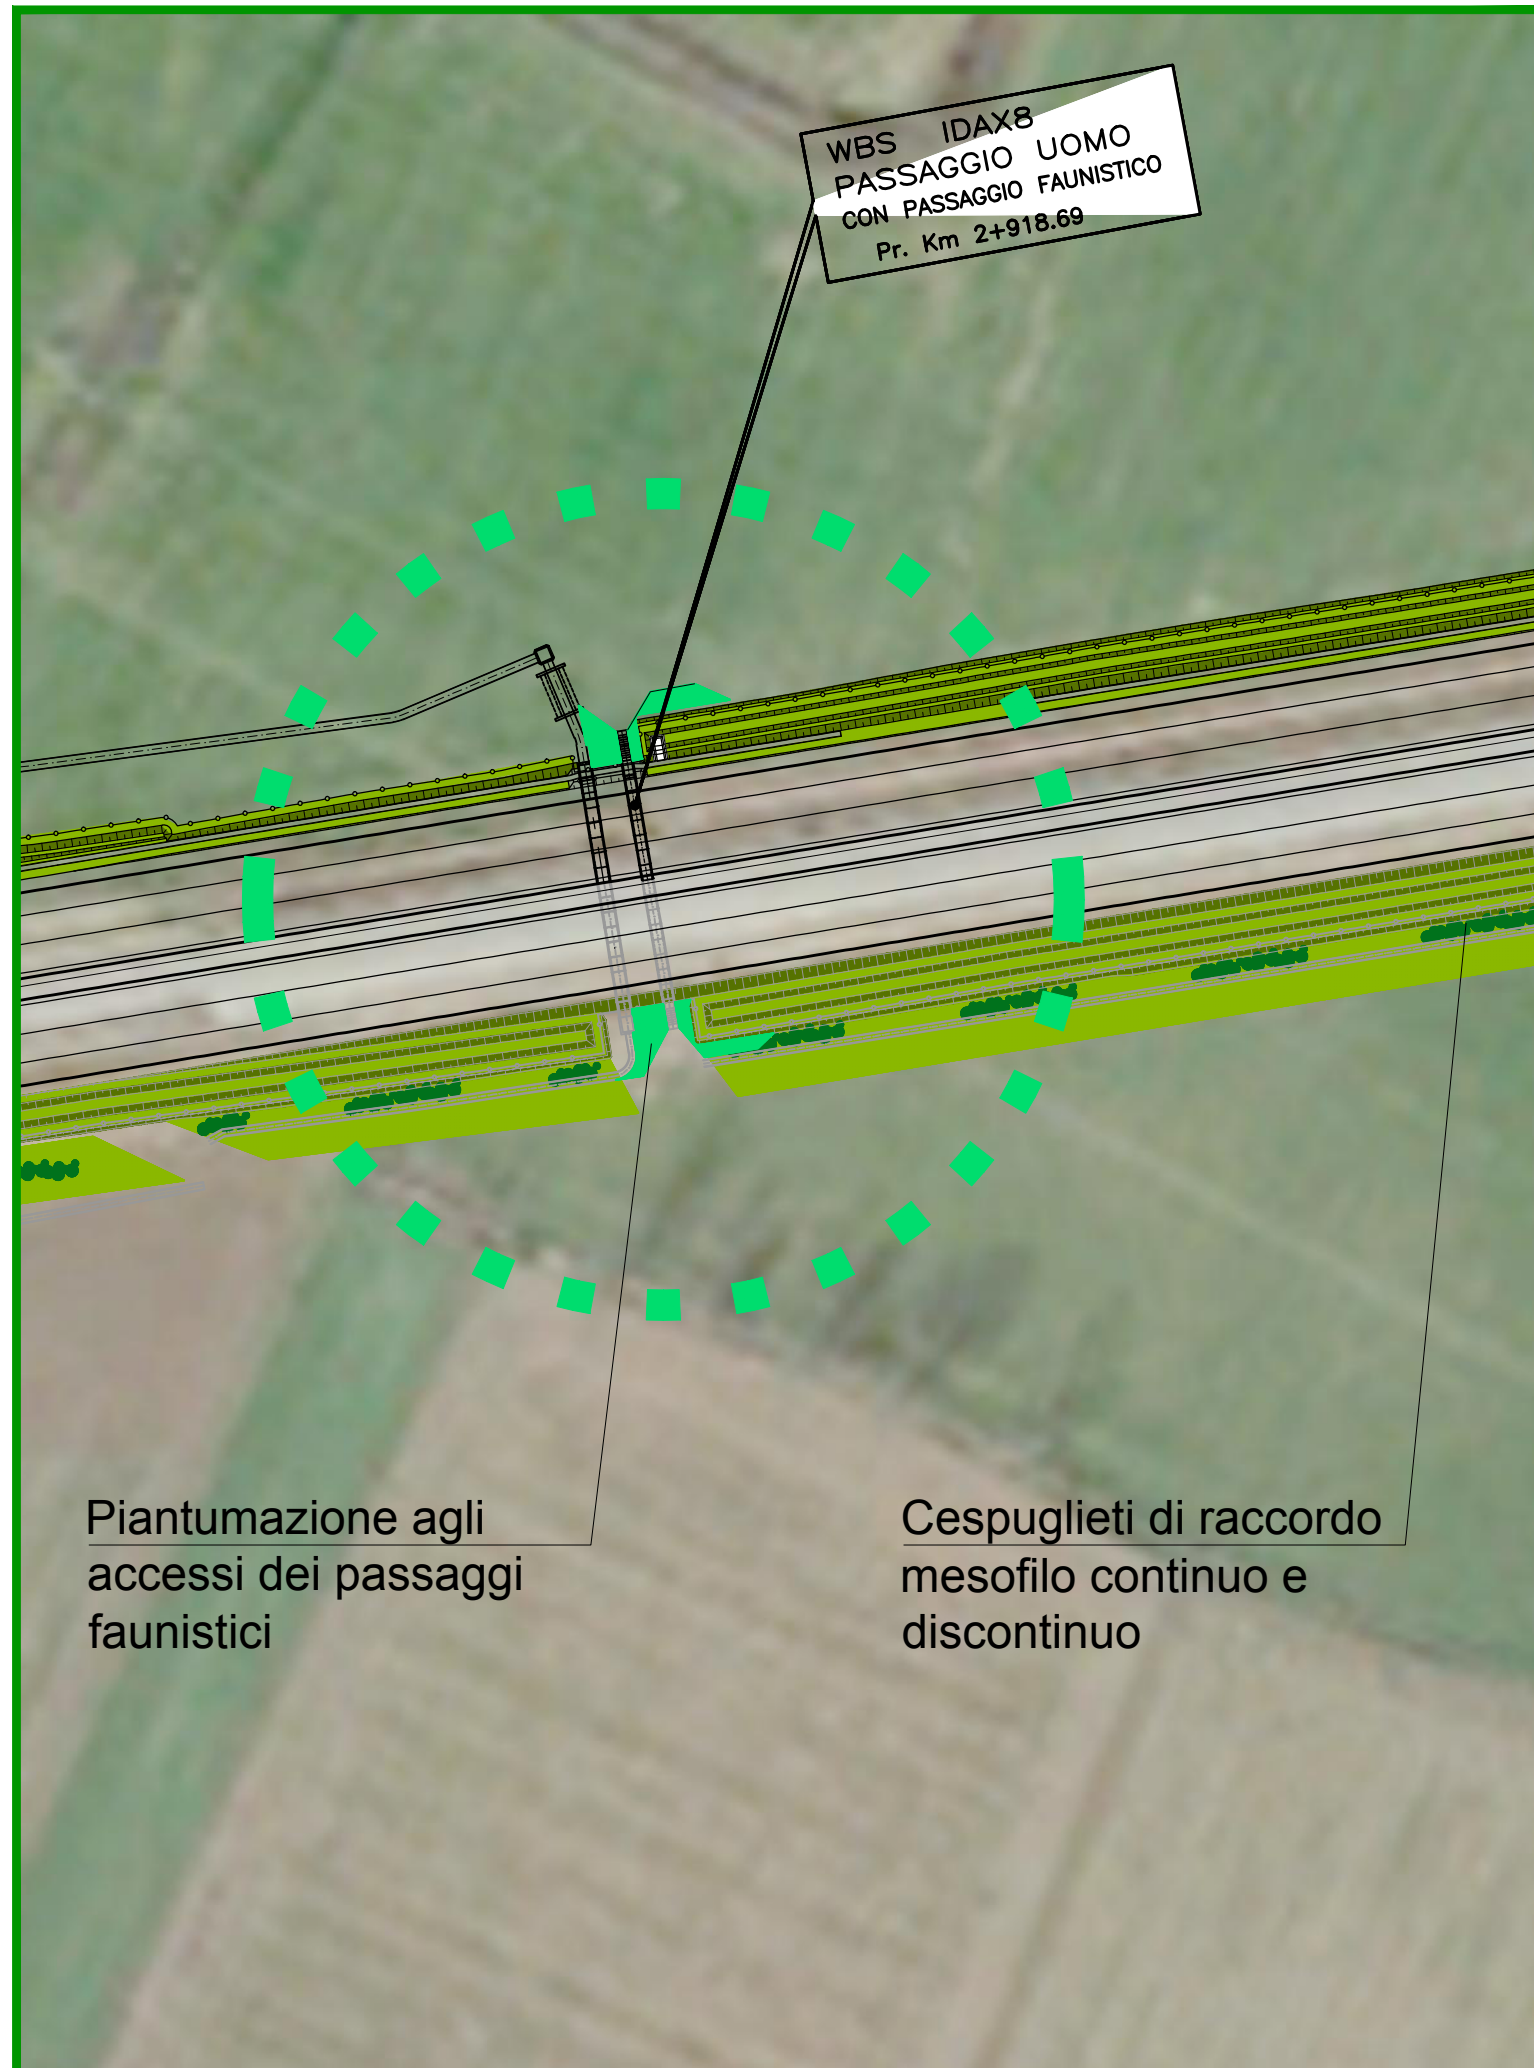 WBS IDAX8
PASSAGGIO UOMO
CON PASSAGGIO FAUNISTICO
Pr. Km 2+918.69
Piantumazione agli
accessi dei passaggi
faunistici
Cespuglieti di raccordo
mesofilo continuo e
discontinuo